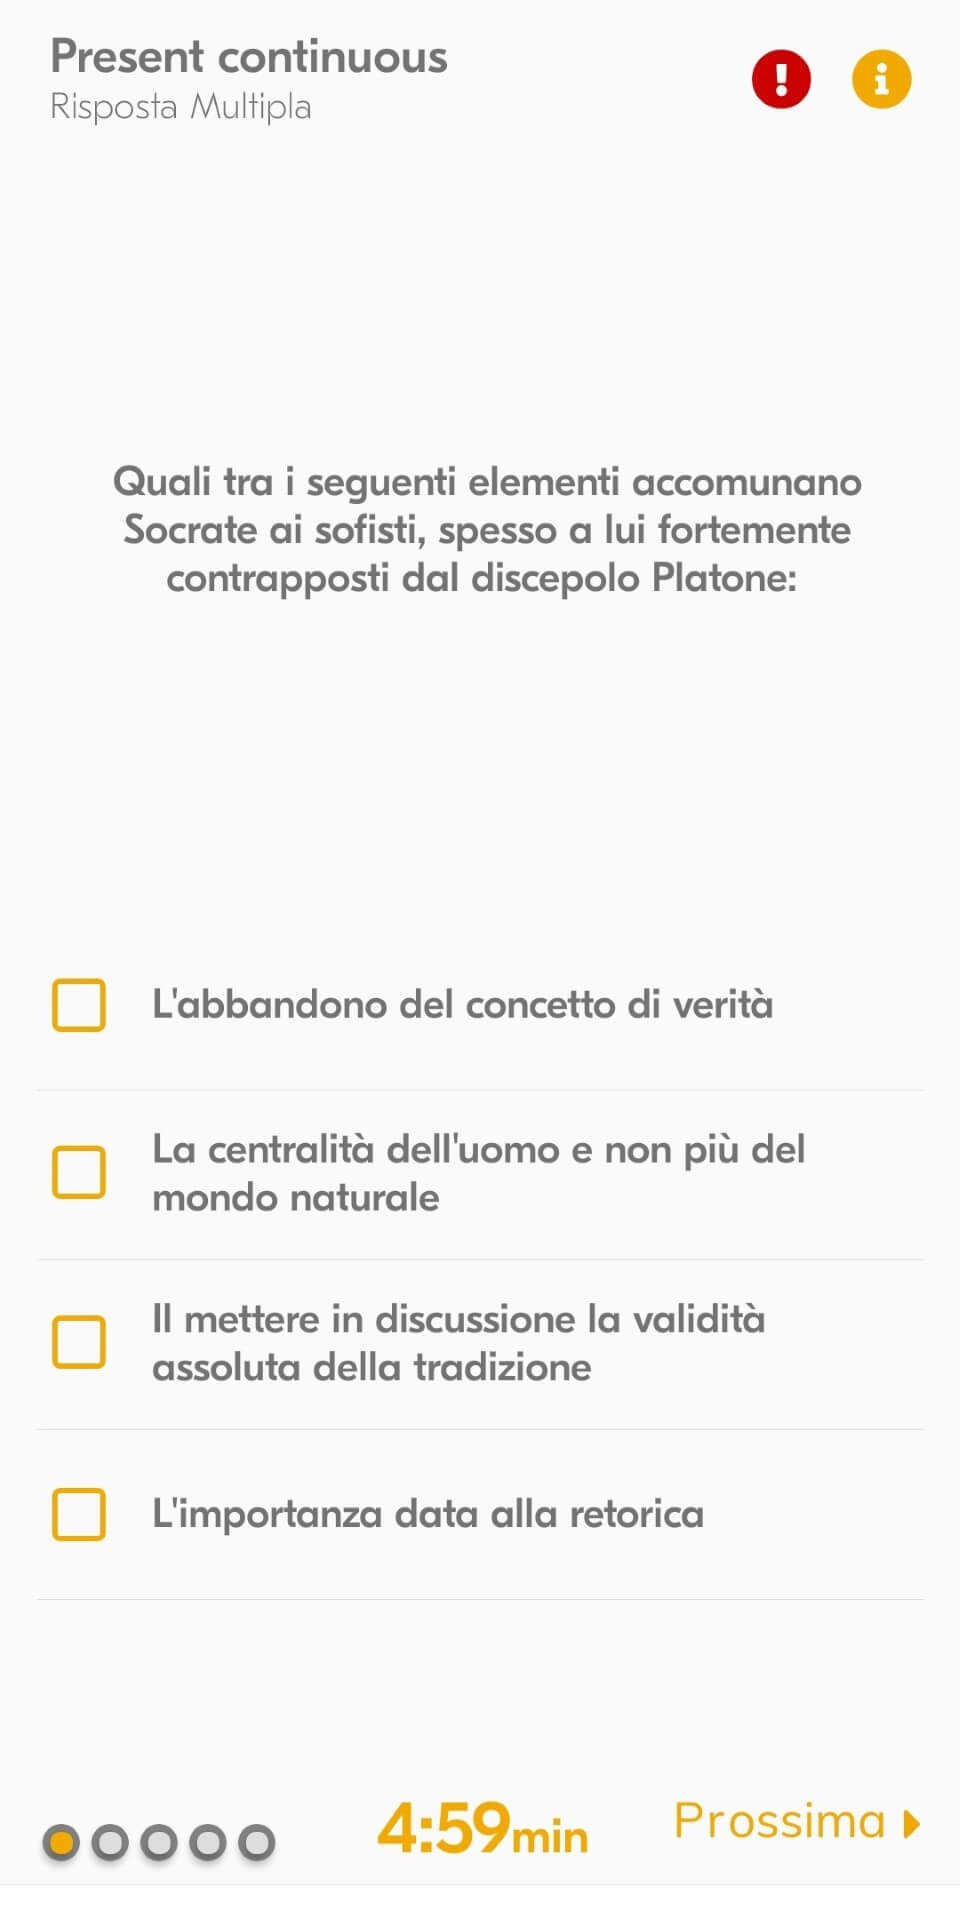 Present continuous
Risposta Multipla
Quali tra i seguenti elementi accomunano
Socrate ai sofisti, spesso a lui fortemente
contrapposti dal discepolo Platone:
L'abbandono del concetto di verità
La centralità dell'uomo e non più del
mondo naturale
Il mettere in discussione la validità
assoluta della tradizione
L'importanza data alla retorica
4:59min
Prossima